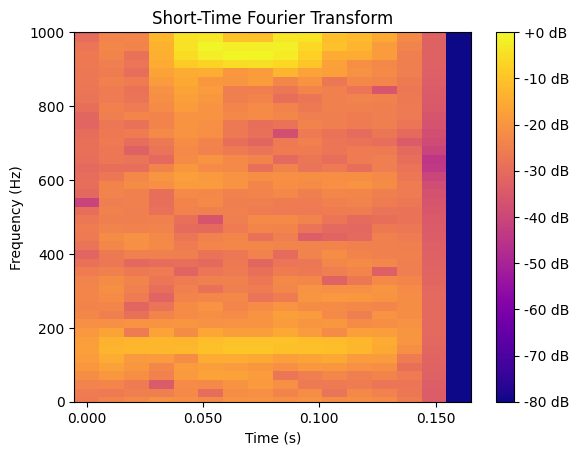 Short-Time Fourier Transform
1000
800
600
400
200
0
Frequency (Hz)
0.000
0.050
0.100
0.150
Time (s)
+0 dB
-10 dB
-20 dB
-30 dB
-40 dB
-50 dB
-60 dB
-70 dB
-80 dB